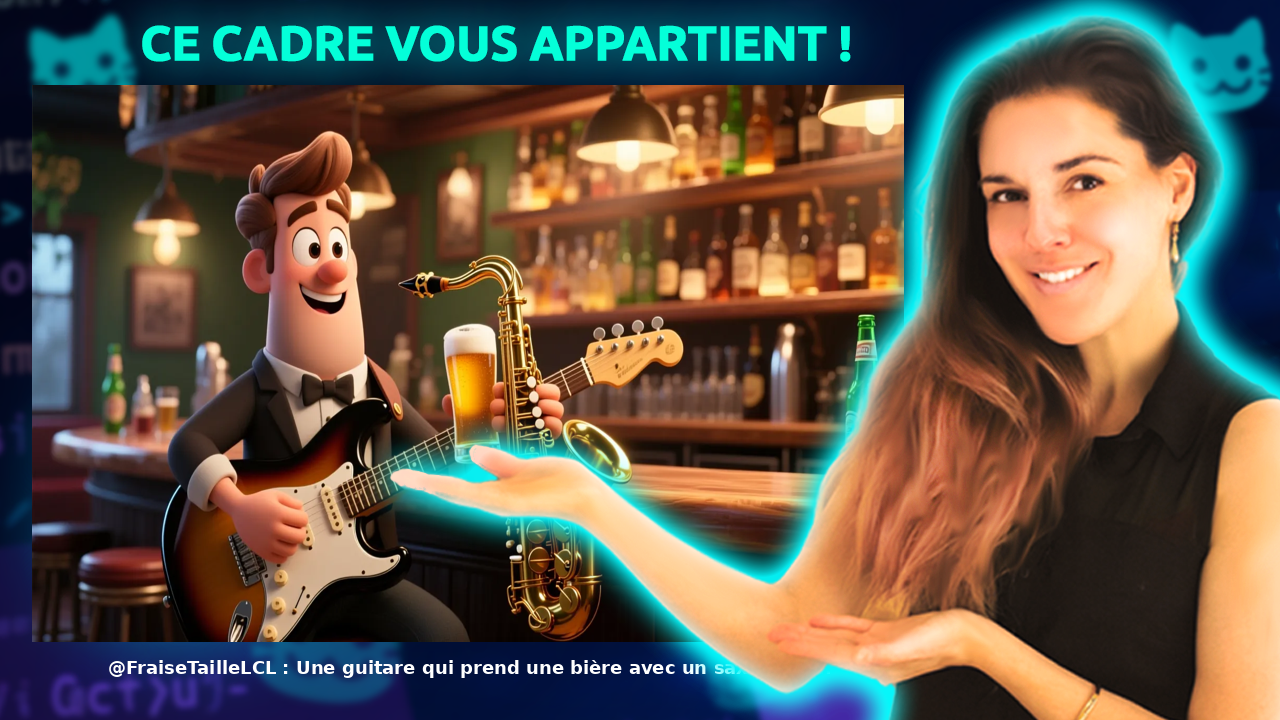 CE CADRE VOUS APPARTIENT !
@FraiseTailleLCL : Une guitare qui prend une bière avec un